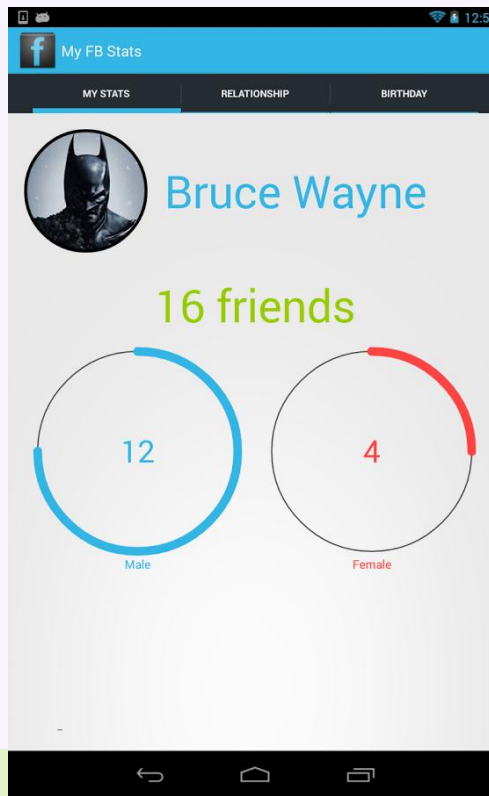 12:5
f My FB Stats
MY STATS RELATIONSHIP BIRTHDAY
Bruce Wayne
16 friends
12 4
Male Female